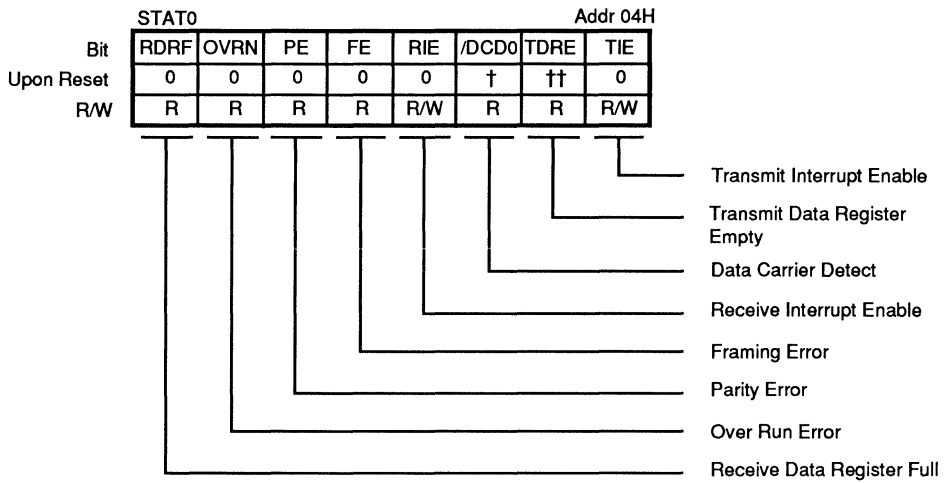 STAT0 Addr 04H
Bit RDRF OVRN PE FE RIE /DCD0 TDRE TIE
Upon Reset 0 0 0 0 0 † †† 0
R/W R R R R R/W R R R/W
Transmit Interrupt Enable
Transmit Data Register
Empty
Data Carrier Detect
Receive Interrupt Enable
Framing Error
Parity Error
Over Run Error
Receive Data Register Full